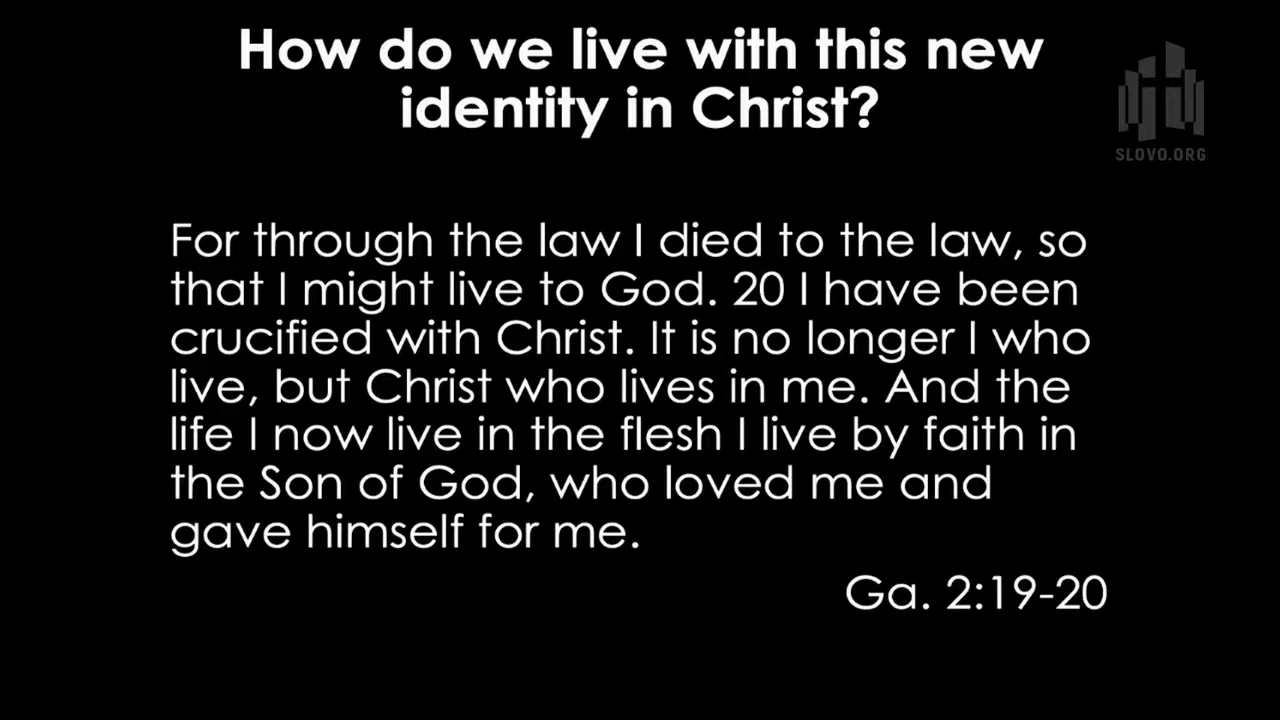 How do we live with this new
identity in Christ?
SLOVO.ORG
For through the law I died to the law, so
that I might live to God. 20 I have been
crucified with Christ. It is no longer I who
live, but Christ who lives in me. And the
life I now live in the flesh I live by faith in
the Son of God, who loved me and
gave himself for me.
Ga. 2:19-20